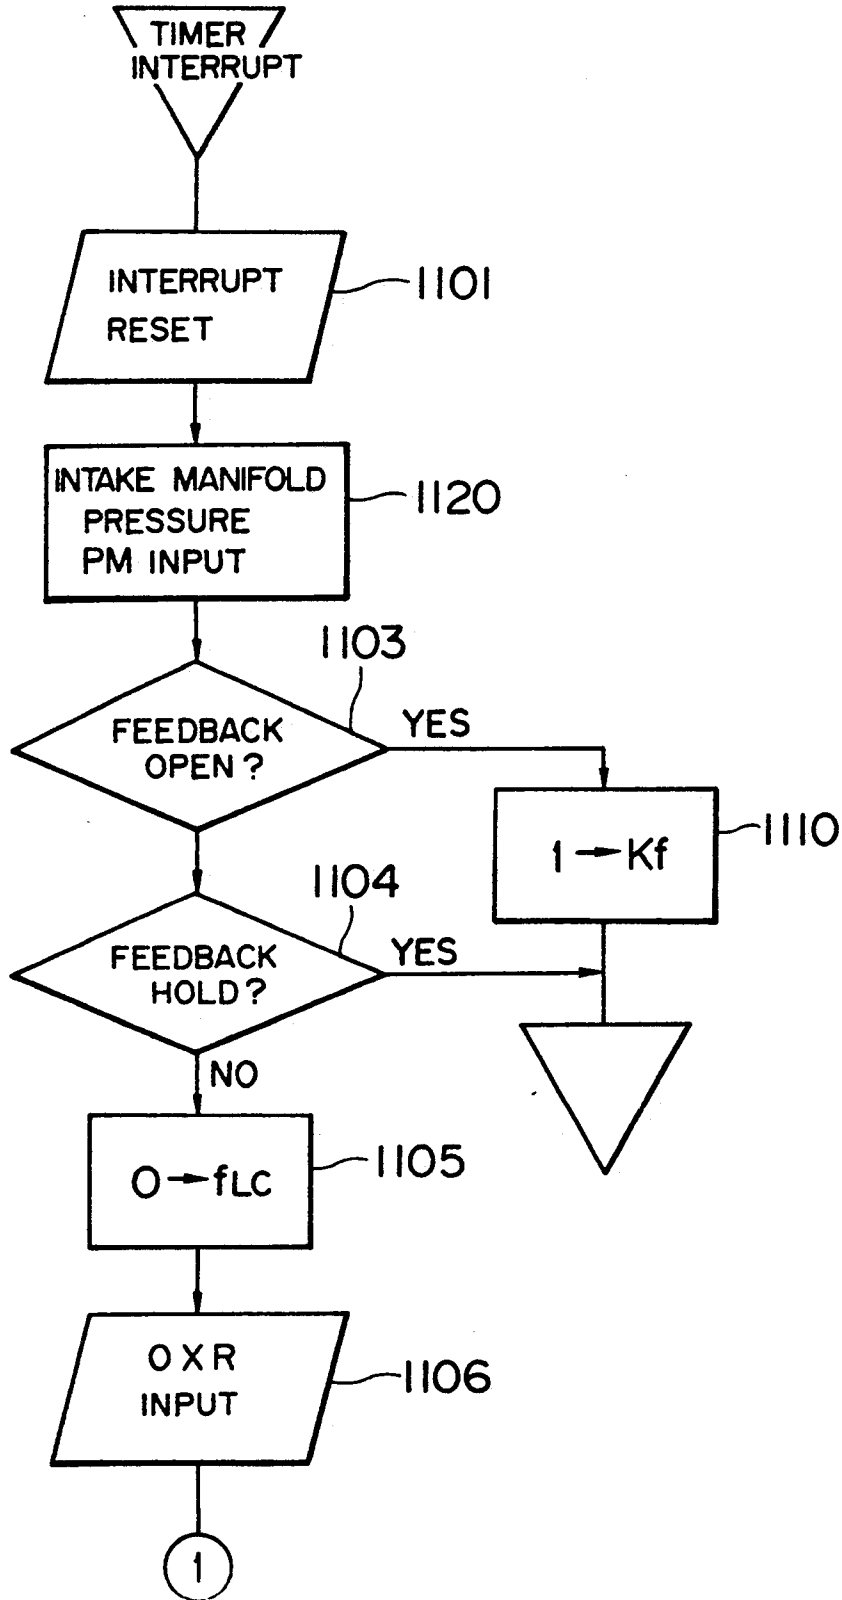 TIMER
INTERRUPT
INTERRUPT
RESET
1101
INTAKE MANIFOLD
PRESSURE
PM INPUT
1120
1103
FEEDBACK
OPEN?
YES
1 → Kf
1110
1104
FEEDBACK
HOLD?
YES
NO
O → fLC
1105
OXR
INPUT
1106
1